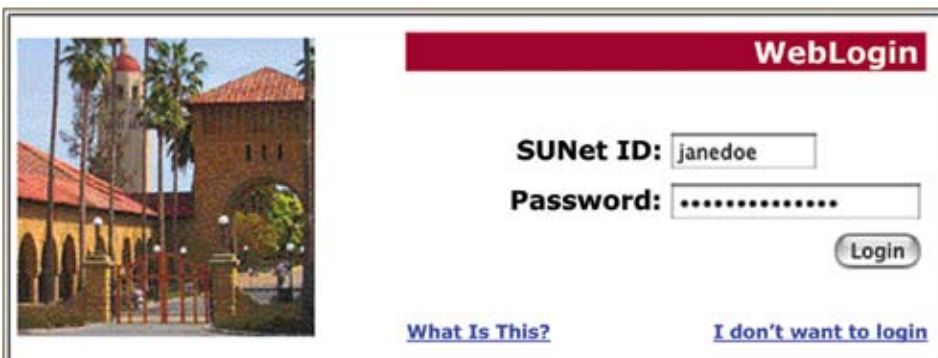 WebLogin
SUNet ID: janedoe
Password: ••••••••••••••
Login
What Is This? I don't want to login